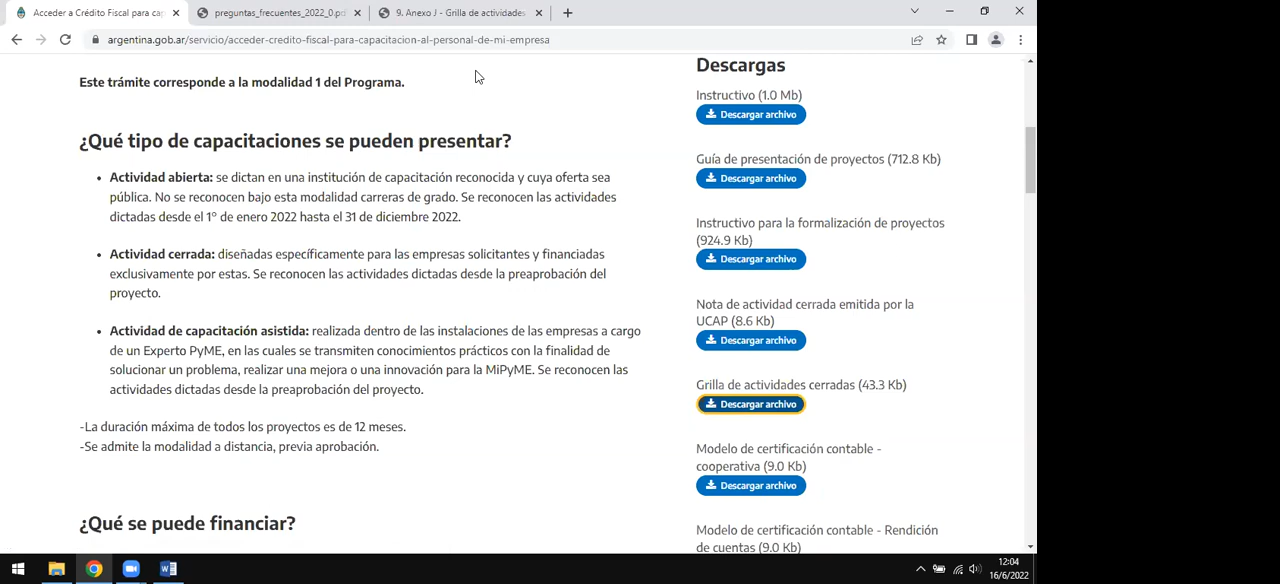 Acceder a Crédito Fiscal para cap
preguntas_frecuentes_2022_0.pd
9. Anexo J - Grilla de actividades
argentina.gob.ar/servicio/acceder-credito-fiscal-para-capacitacion-al-personal-de-mi-empresa
Este trámite corresponde a la modalidad 1 del Programa.
¿Qué tipo de capacitaciones se pueden presentar?
• Actividad abierta: se dictan en una institución de capacitación reconocida y cuya oferta sea
pública. No se reconocen bajo esta modalidad carreras de grado. Se reconocen las actividades
dictadas desde el 1° de enero 2022 hasta el 31 de diciembre 2022.
• Actividad cerrada: diseñadas específicamente para las empresas solicitantes y financiadas
exclusivamente por estas. Se reconocen las actividades dictadas desde la preaprobación del
proyecto.
• Actividad de capacitación asistida: realizada dentro de las instalaciones de las empresas a cargo
de un Experto PyME, en las cuales se transmiten conocimientos prácticos con la finalidad de
solucionar un problema, realizar una mejora o una innovación para la MiPyME. Se reconocen las
actividades dictadas desde la preaprobación del proyecto.
-La duración máxima de todos los proyectos es de 12 meses.
-Se admite la modalidad a distancia, previa aprobación.
¿Qué se puede financiar?
Descargas
Instructivo (1.0 Mb)
Descargar archivo
Guía de presentación de proyectos (712.8 Kb)
Descargar archivo
Instructivo para la formalización de proyectos
(924.9 Kb)
Descargar archivo
Nota de actividad cerrada emitida por la
UCAP (8.6 Kb)
Descargar archivo
Grilla de actividades cerradas (43.3 Kb)
Descargar archivo
Modelo de certificación contable -
cooperativa (9.0 Kb)
Descargar archivo
Modelo de certificación contable - Rendición
de cuentas (9.0 Kb)
12:04
16/6/2022